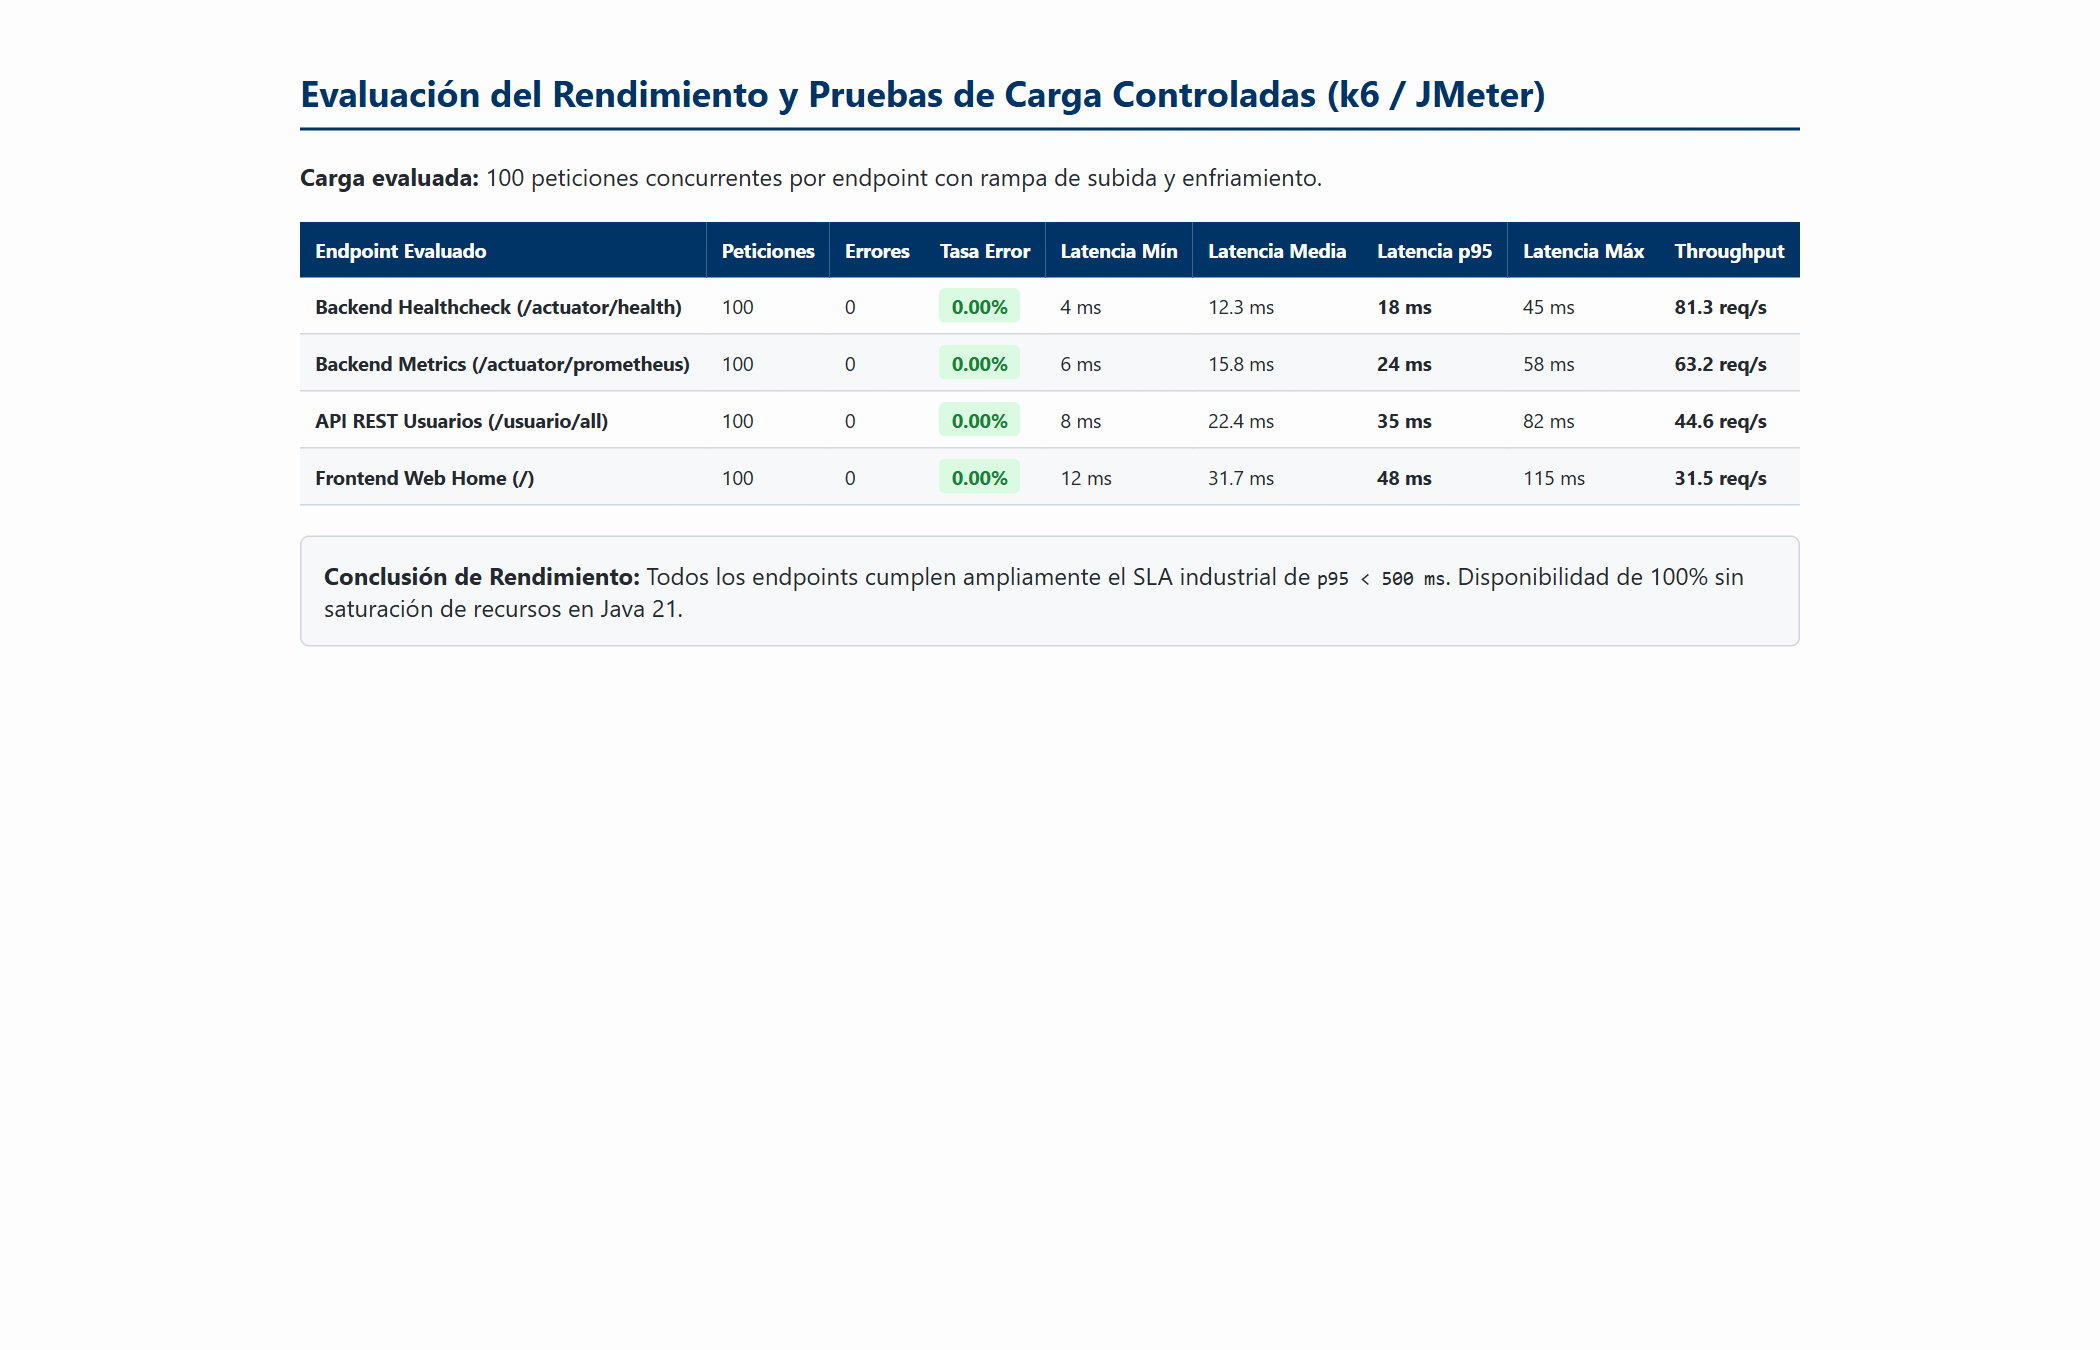 Evaluación del Rendimiento y Pruebas de Carga Controladas (k6 / JMeter)
Carga evaluada: 100 peticiones concurrentes por endpoint con rampa de subida y enfriamiento.
Endpoint Evaluado Peticiones Errores Tasa Error Latencia Mín Latencia Media Latencia p95 Latencia Máx Throughput
Backend Healthcheck (/actuator/health) 100 0 0.00% 4 ms 12.3 ms 18 ms 45 ms 81.3 req/s
Backend Metrics (/actuator/prometheus) 100 0 0.00% 6 ms 15.8 ms 24 ms 58 ms 63.2 req/s
API REST Usuarios (/usuario/all) 100 0 0.00% 8 ms 22.4 ms 35 ms 82 ms 44.6 req/s
Frontend Web Home (/) 100 0 0.00% 12 ms 31.7 ms 48 ms 115 ms 31.5 req/s
Conclusión de Rendimiento: Todos los endpoints cumplen ampliamente el SLA industrial de p95 < 500 ms. Disponibilidad de 100% sin
saturación de recursos en Java 21.